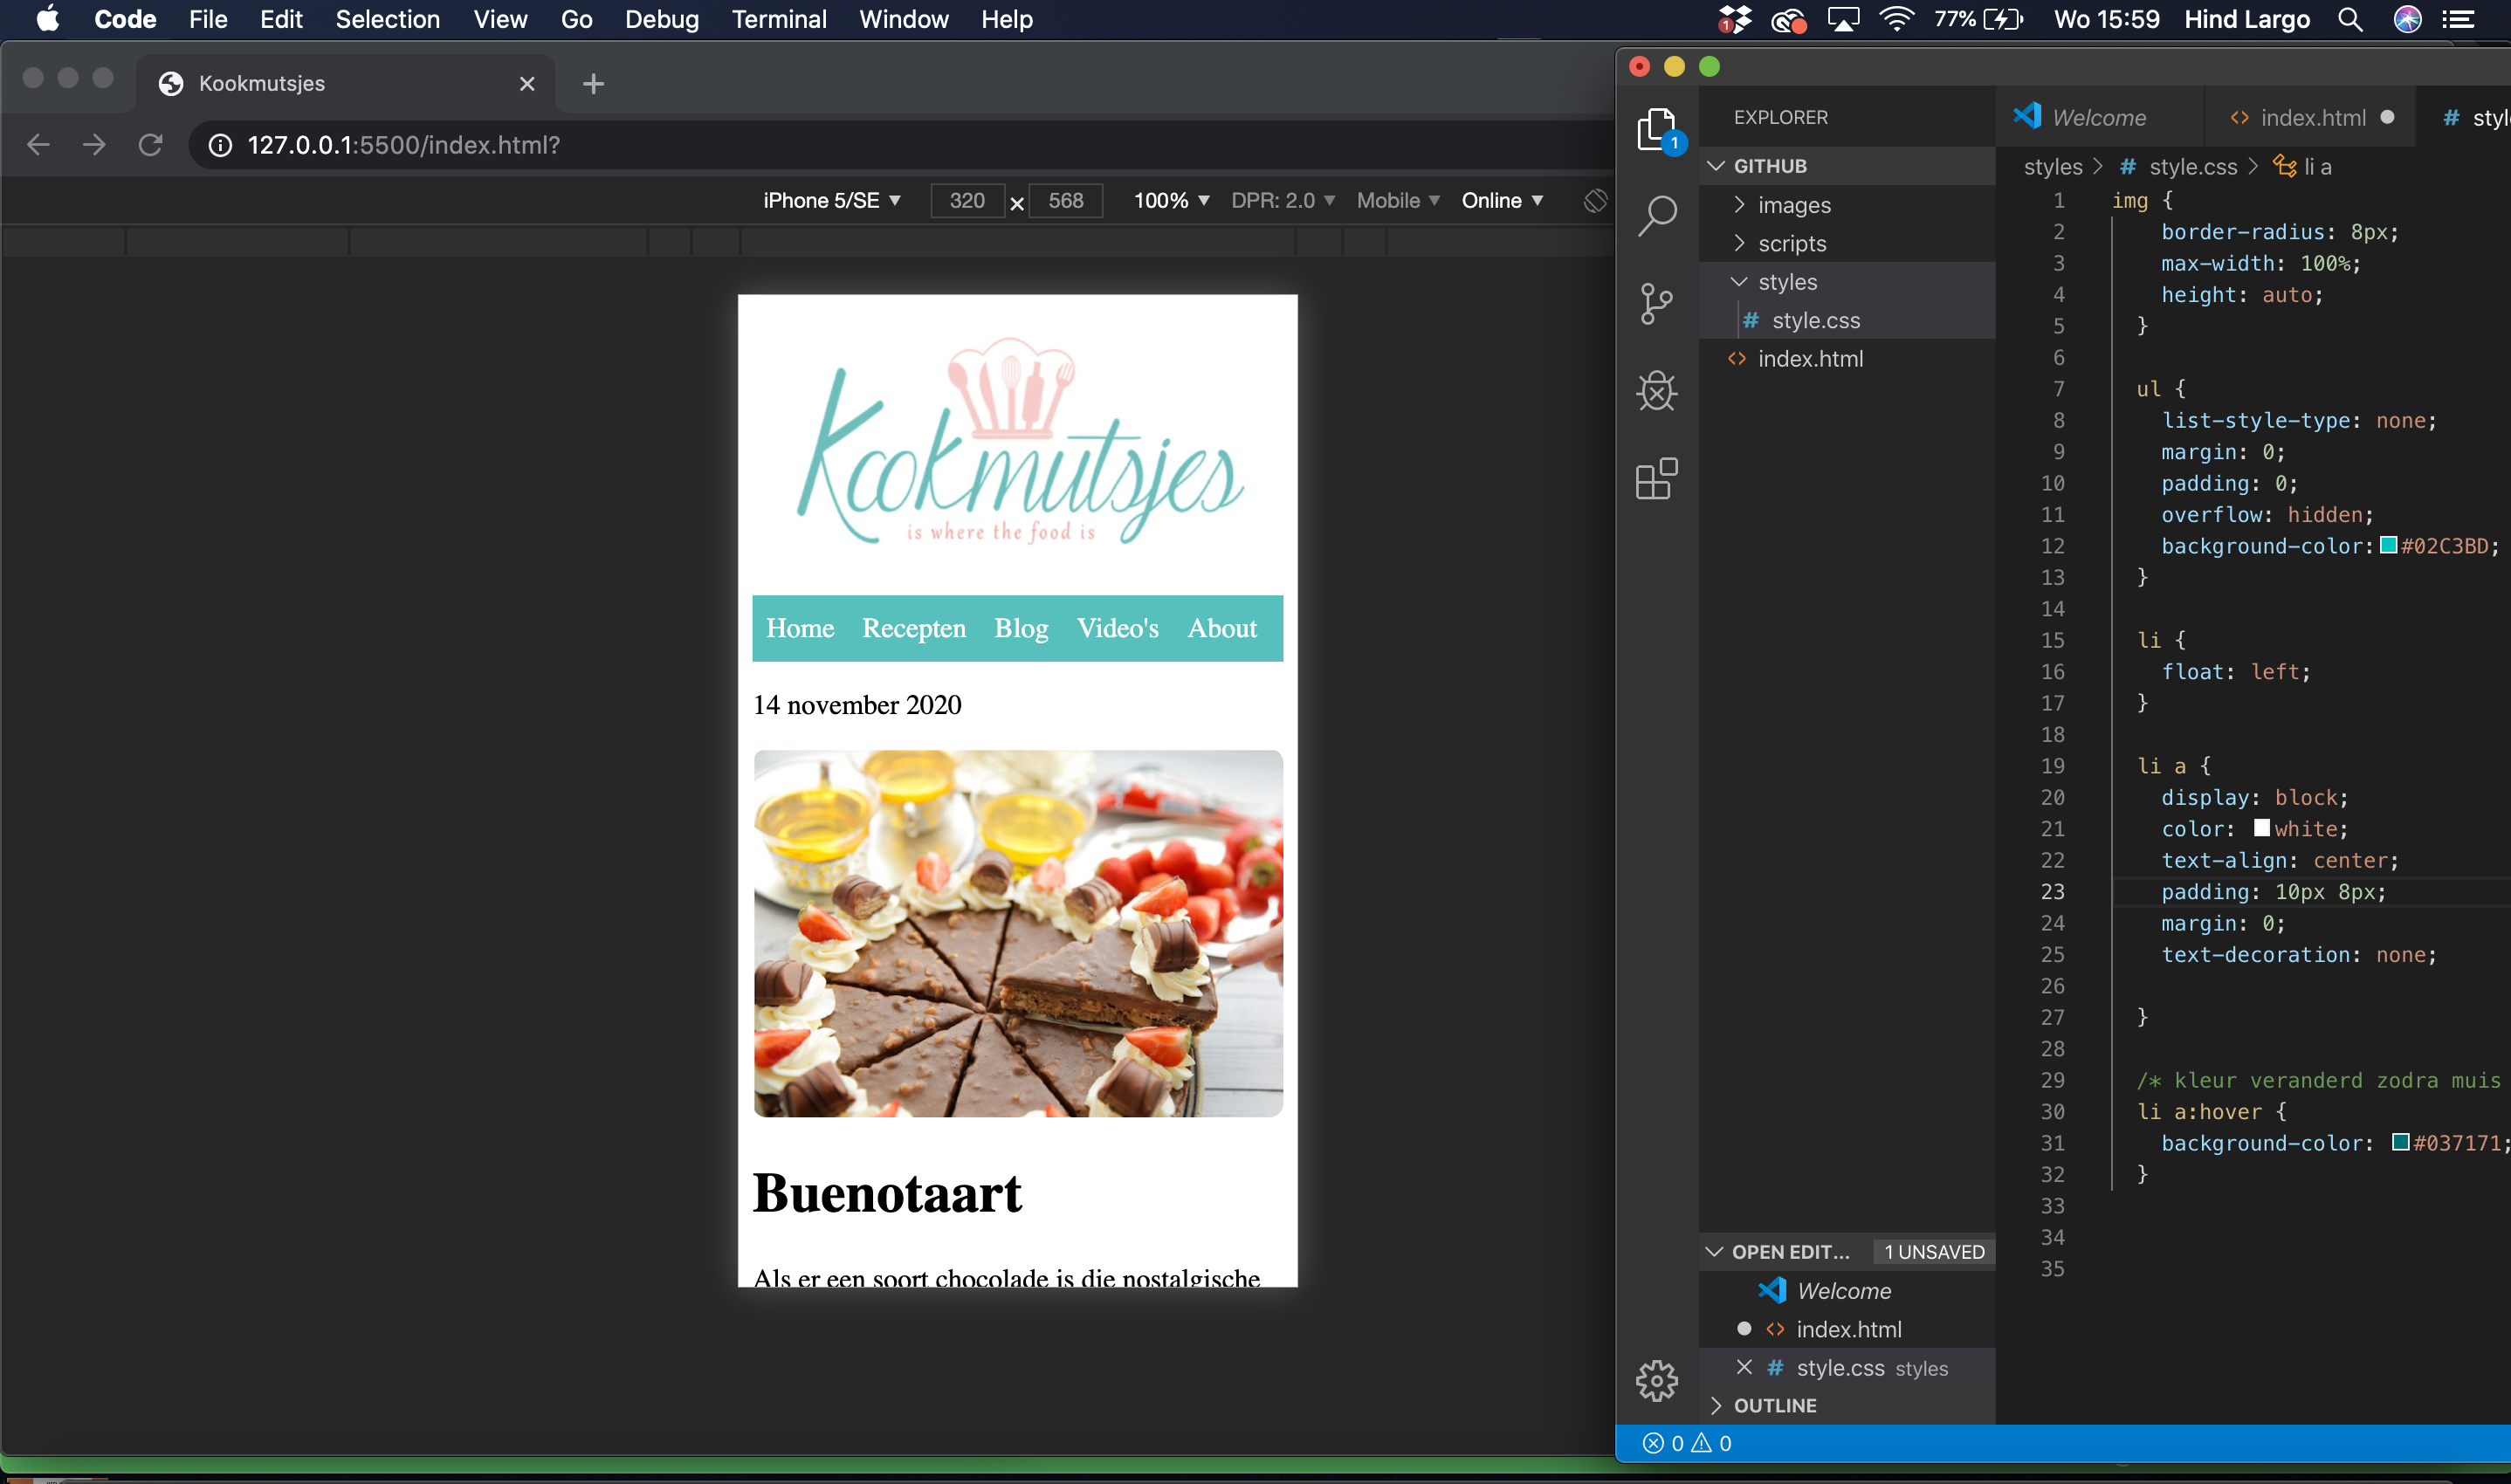 Code File Edit Selection View Go Debug Terminal Window Help 1 77% Wo 15:59 Hind Largo
Kookmutsjes
127.0.0.1:5500/index.html?
iPhone 5/SE 320 × 568 100% DPR: 2.0 Mobile Online
Kookmutsjes
is where the food is
Home Recepten Blog Video's About
14 november 2020
Buenotaart
Als er een soort chocolade is die nostalgische
1
EXPLORER
GITHUB
images
scripts
styles
# style.css
<> index.html
OPEN EDIT... 1 UNSAVED
Welcome
<> index.html
# style.css styles
OUTLINE
0 0
Welcome <> index.html # styl
styles > # style.css > li a
1 img {
2 border-radius: 8px;
3 max-width: 100%;
4 height: auto;
5 }
6
7 ul {
8 list-style-type: none;
9 margin: 0;
10 padding: 0;
11 overflow: hidden;
12 background-color: #02C3BD;
13 }
14
15 li {
16 float: left;
17 }
18
19 li a {
20 display: block;
21 color: white;
22 text-align: center;
23 padding: 10px 8px;
24 margin: 0;
25 text-decoration: none;
26
27 }
28
29 /* kleur veranderd zodra muis
30 li a:hover {
31 background-color: #037171;
32 }
33
34
35